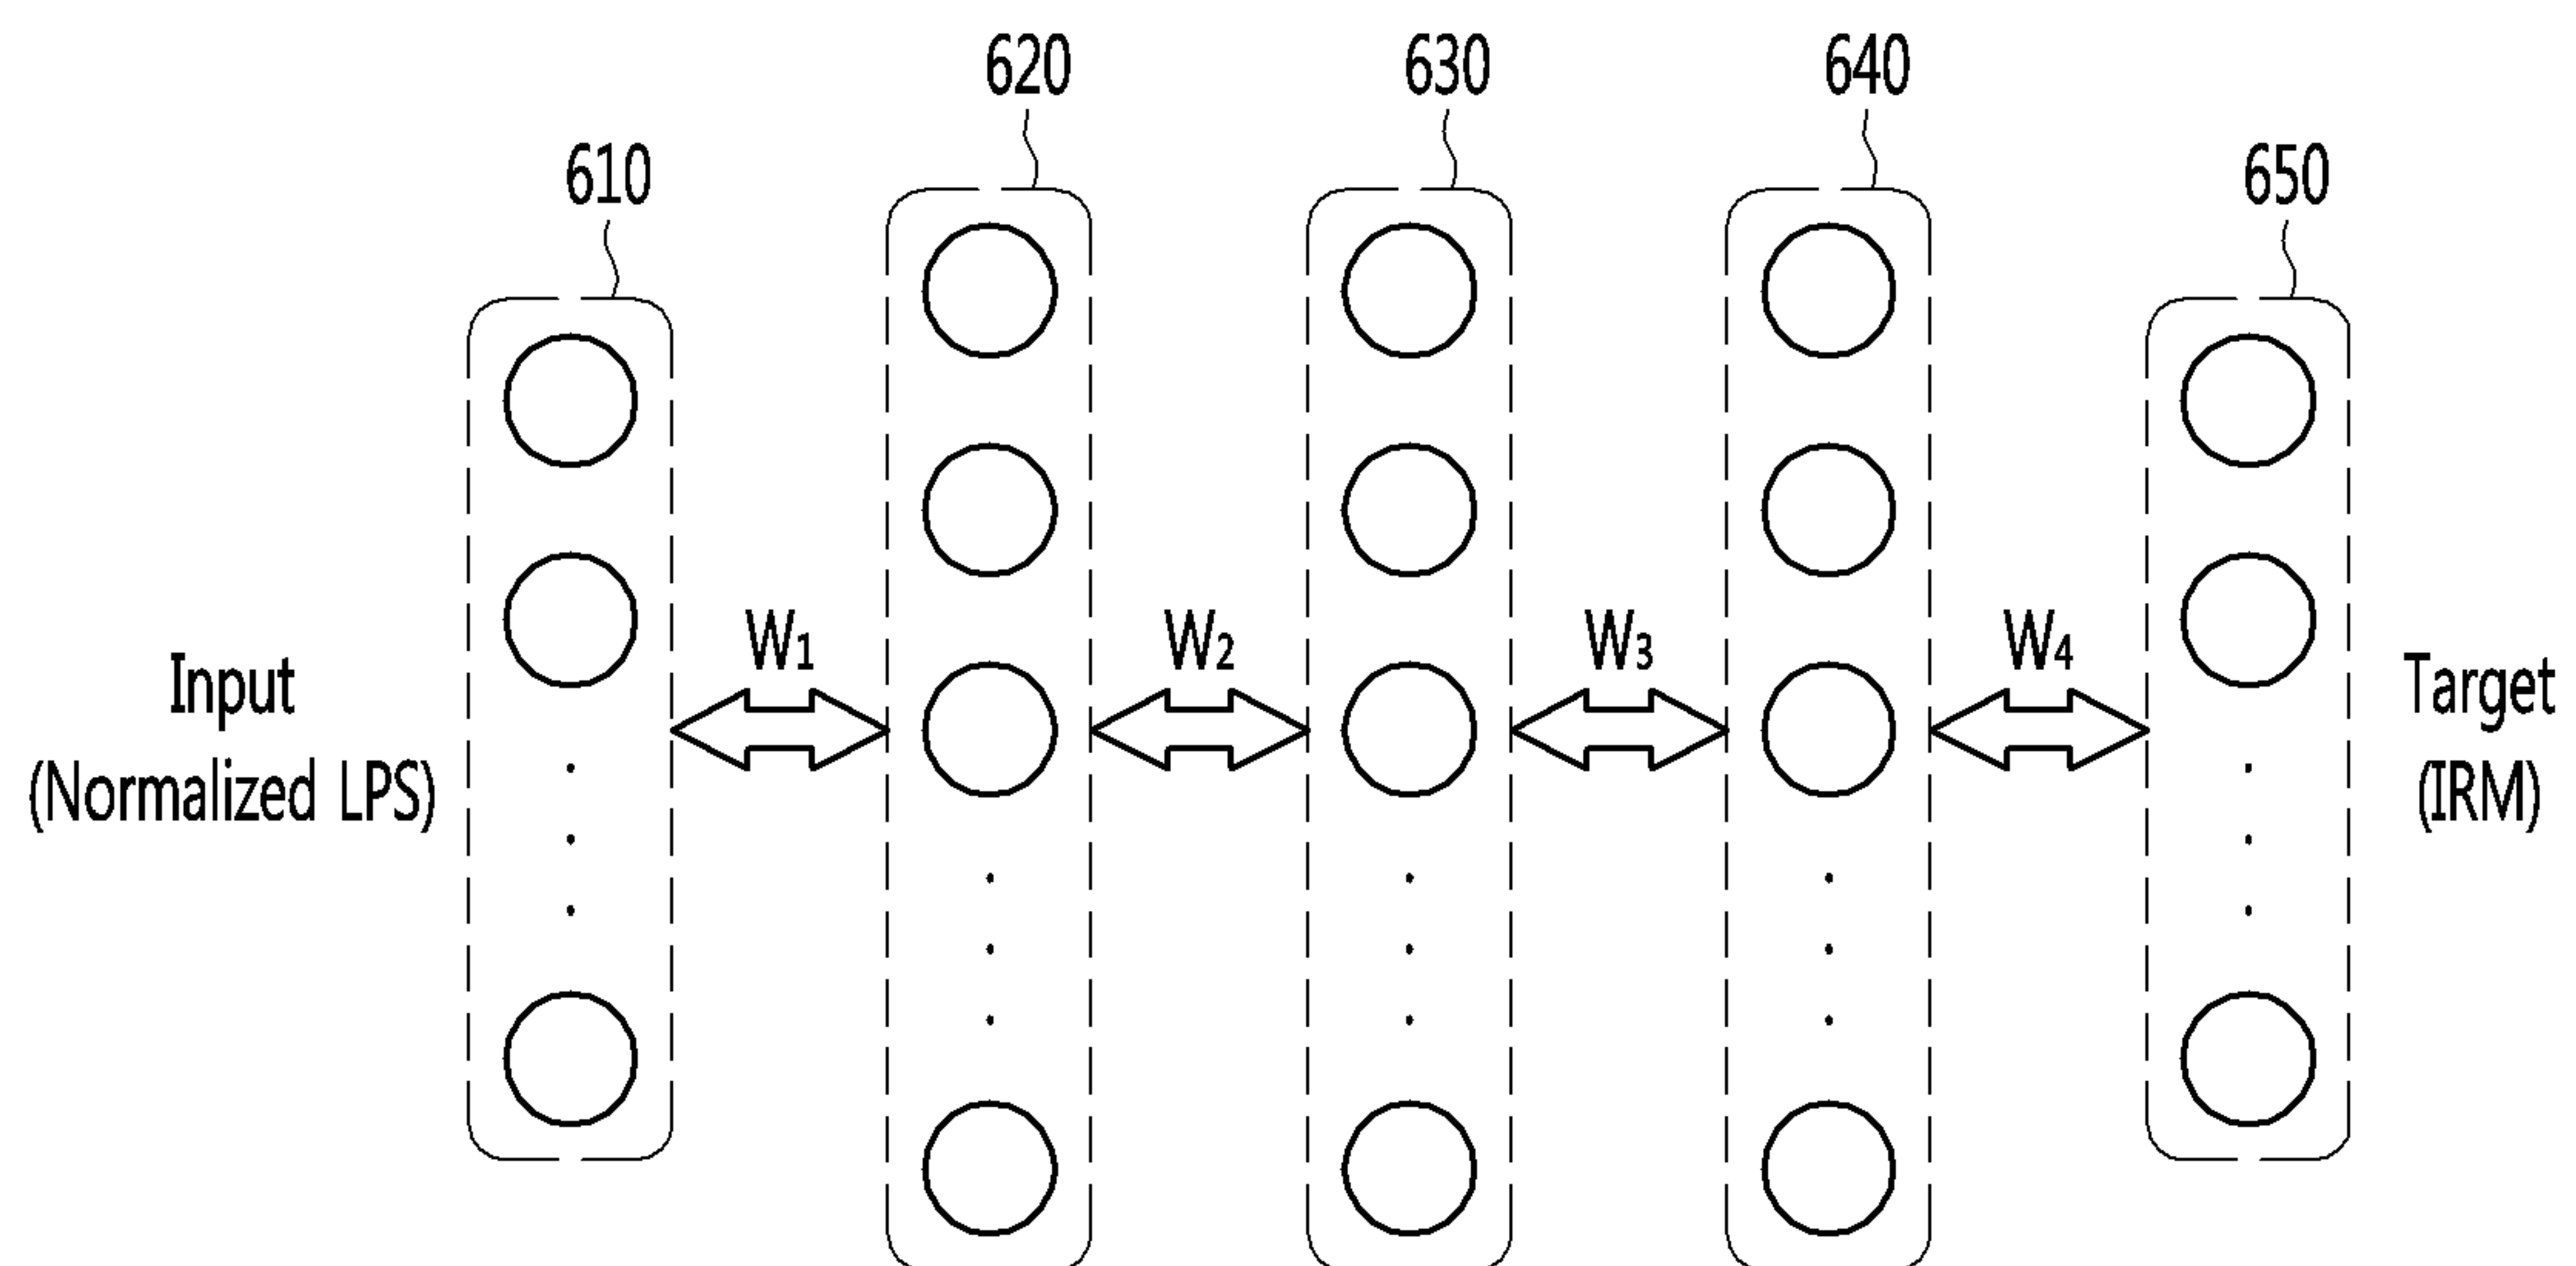 620
630
640
610
650
W1
W2
W3
W4
Input
(Normalized LPS)
Target
(IRM)